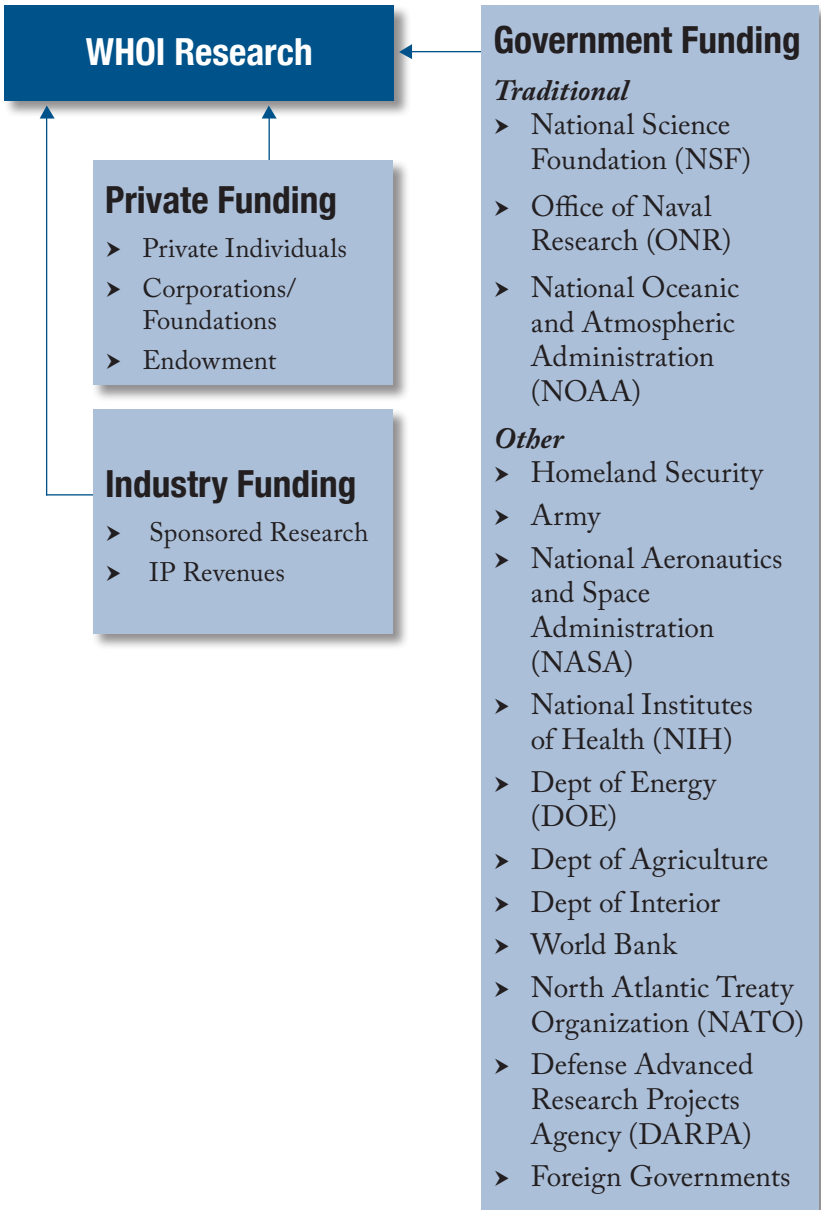 WHOI Research
Private Funding
➤ Private Individuals
➤ Corporations/
Foundations
➤ Endowment
Industry Funding
➤ Sponsored Research
➤ IP Revenues
Government Funding
Traditional
➤ National Science
Foundation (NSF)
➤ Office of Naval
Research (ONR)
➤ National Oceanic
and Atmospheric
Administration
(NOAA)
Other
➤ Homeland Security
➤ Army
➤ National Aeronautics
and Space
Administration
(NASA)
➤ National Institutes
of Health (NIH)
➤ Dept of Energy
(DOE)
➤ Dept of Agriculture
➤ Dept of Interior
➤ World Bank
➤ North Atlantic Treaty
Organization (NATO)
➤ Defense Advanced
Research Projects
Agency (DARPA)
➤ Foreign Governments